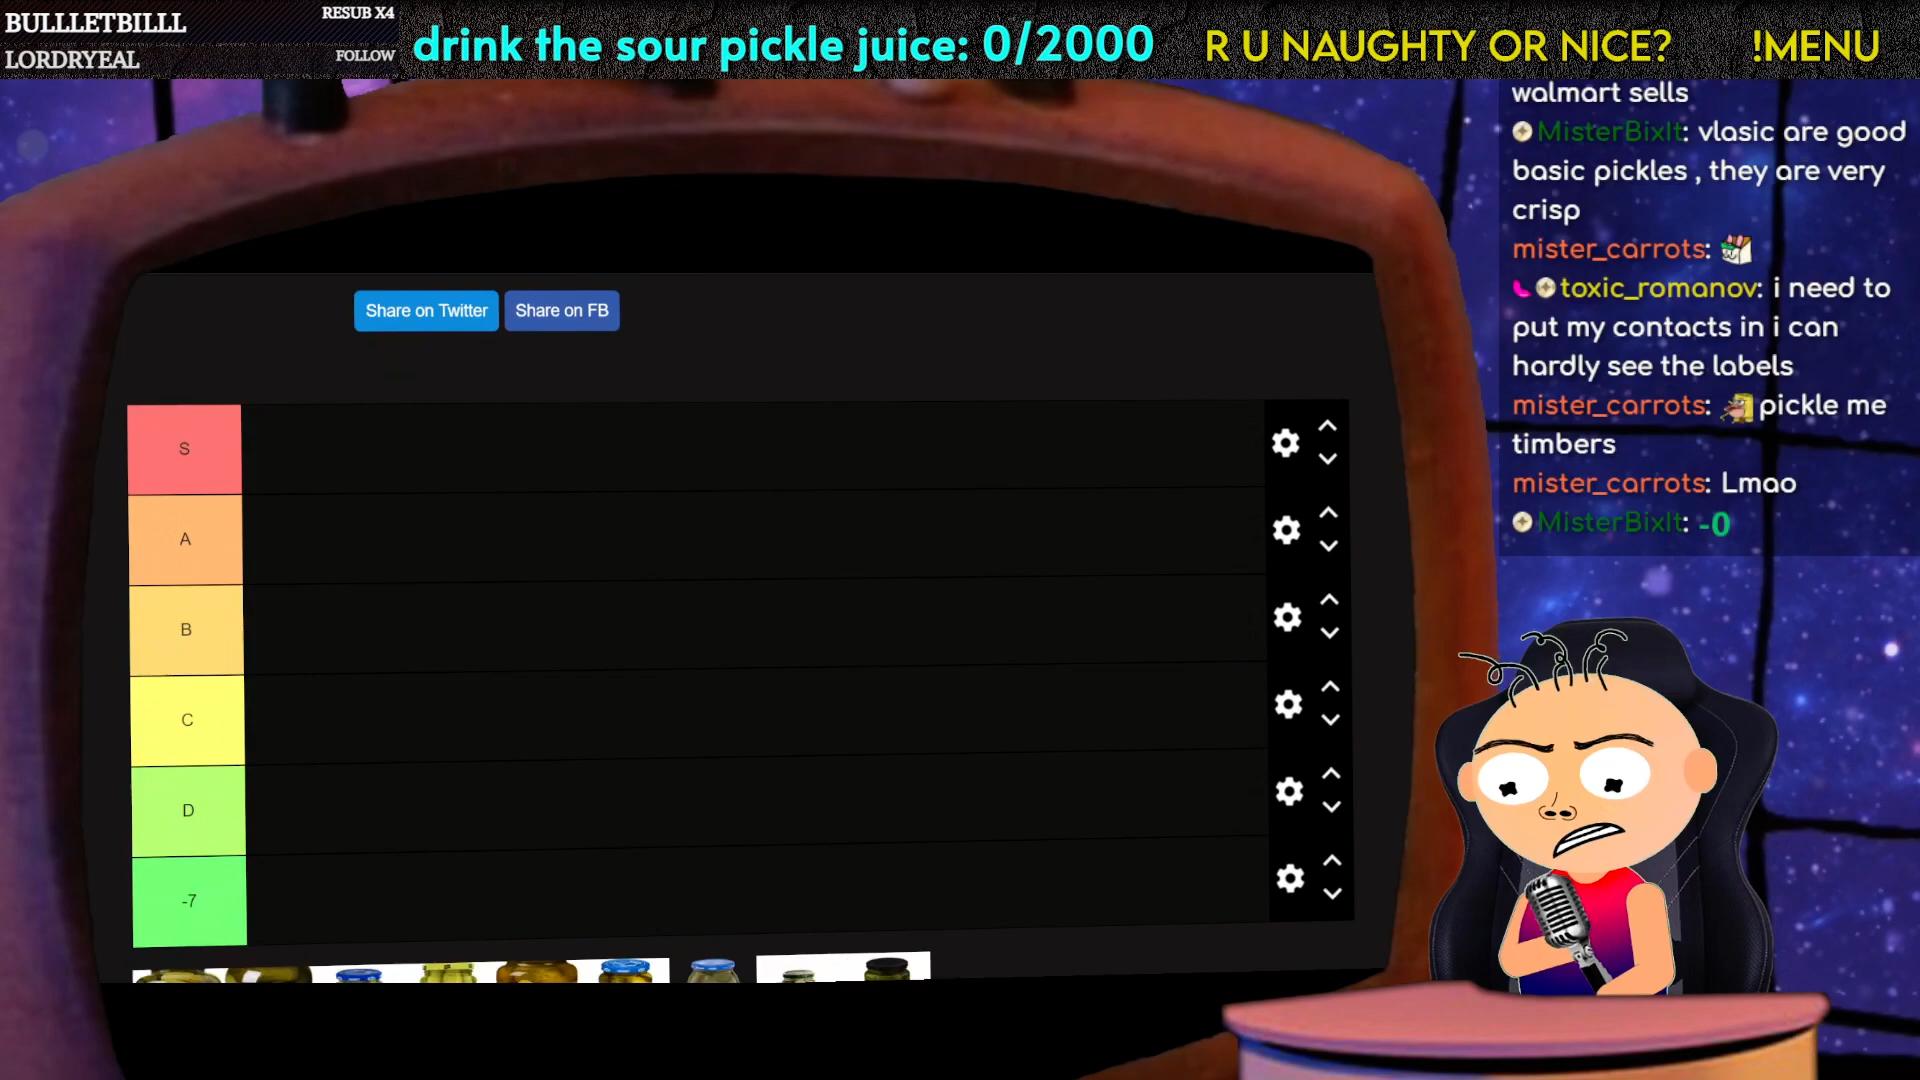 BULLLETBILLL RESUB X4
LORDRYEAL FOLLOW
drink the sour pickle juice: 0/2000
R U NAUGHTY OR NICE?
!MENU
walmart sells
MisterBixIt: vlasic are good
basic pickles , they are very
crisp
mister_carrots:
toxic_romanov: i need to
put my contacts in i can
hardly see the labels
mister_carrots: pickle me
timbers
mister_carrots: Lmao
MisterBixIt: -0
Share on Twitter
Share on FB
S
A
B
C
D
-7